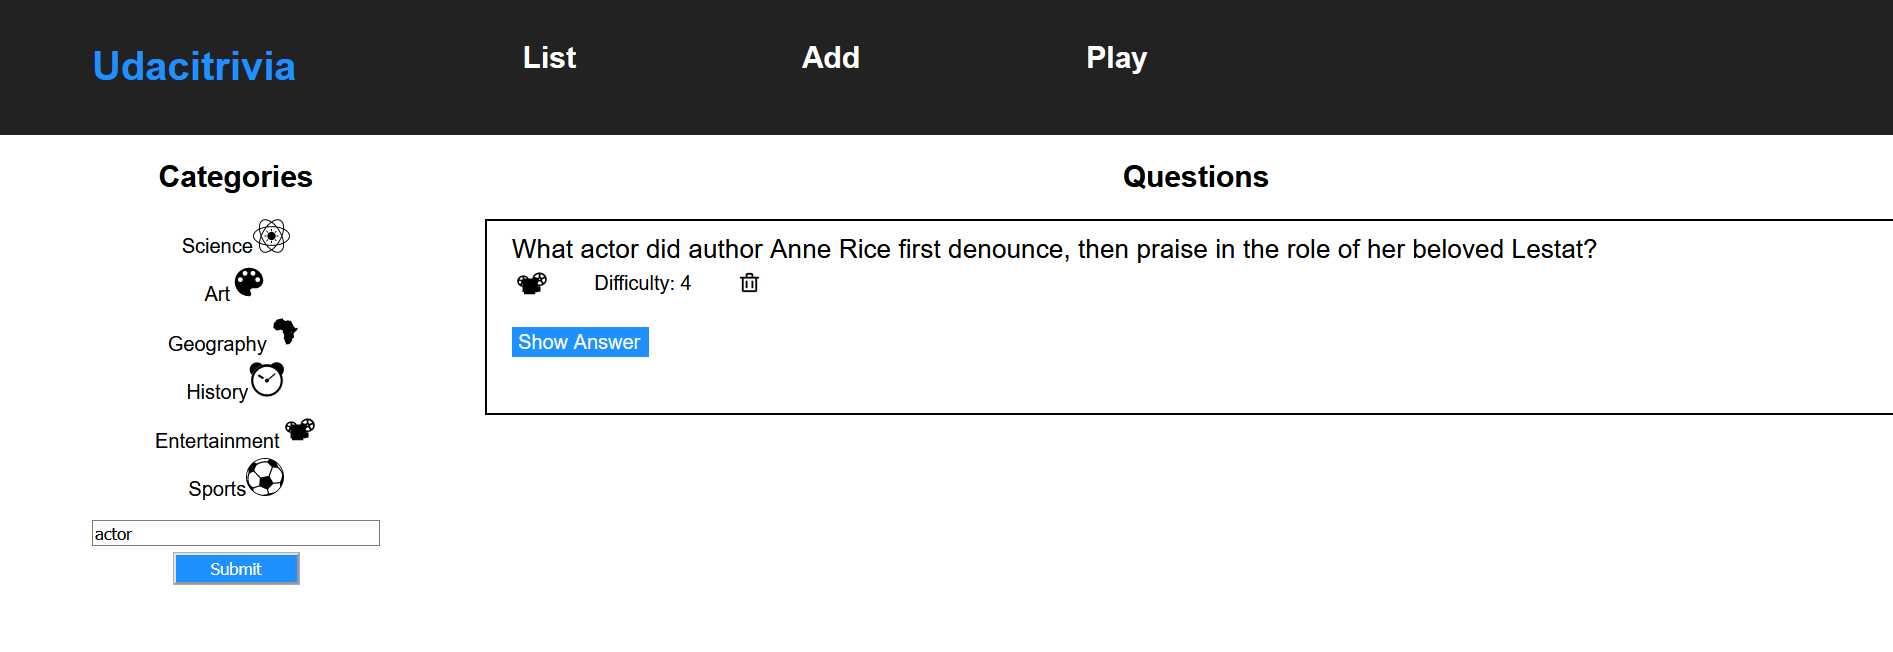 Udacitrivia
List
Add
Play
Categories
Science
Art
Geography
History
Entertainment
Sports
actor
Submit
Questions
What actor did author Anne Rice first denounce, then praise in the role of her beloved Lestat?
Difficulty: 4
Show Answer